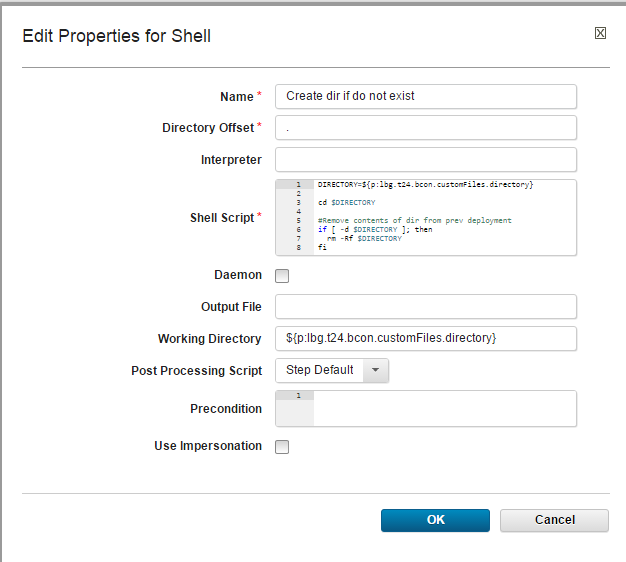 Edit Properties for Shell
X
Name *
Create dir if do not exist
Directory Offset *
.
Interpreter
Shell Script *
1 DIRECTORY=${p:lbg.t24.bcon.customFiles.directory}
2
3 cd $DIRECTORY
4
5 #Remove contents of dir from prev deployment
6 if [ -d $DIRECTORY ]; then
7 rm -Rf $DIRECTORY
8 fi
Daemon
Output File
Working Directory
${p:lbg.t24.bcon.customFiles.directory}
Post Processing Script
Step Default
Precondition
1
Use Impersonation
OK
Cancel